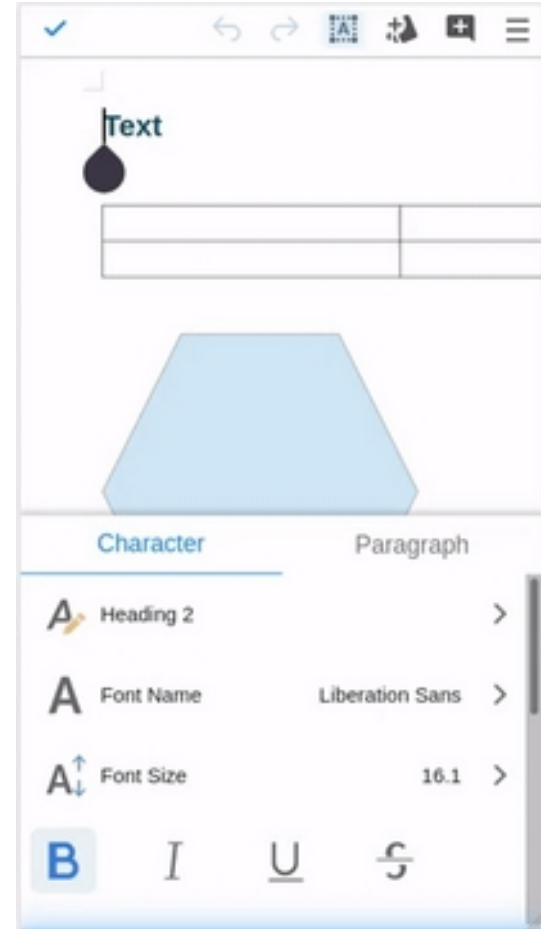 Text
Character Paragraph
Heading 2
Font Name Liberation Sans
Font Size 16.1
B I U S